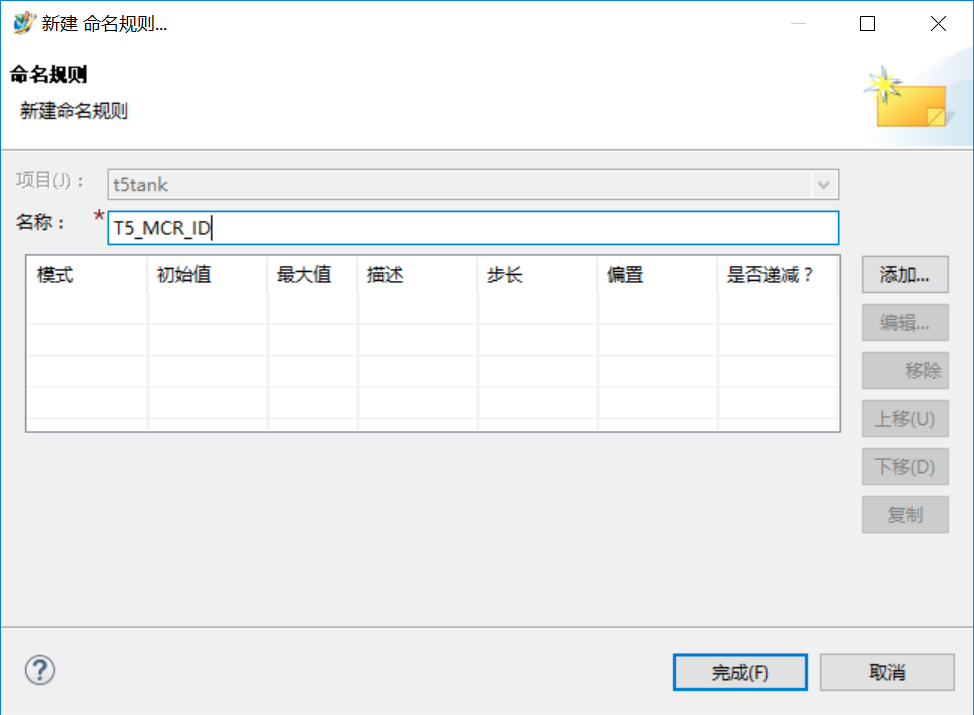 新建 命名规则...
命名规则
新建命名规则
项目(J)： t5tank
名称： * T5_MCR_ID
模式 初始值 最大值 描述 步长 偏置 是否递减？
添加...
编辑...
移除
上移(U)
下移(D)
复制
? 完成(F) 取消